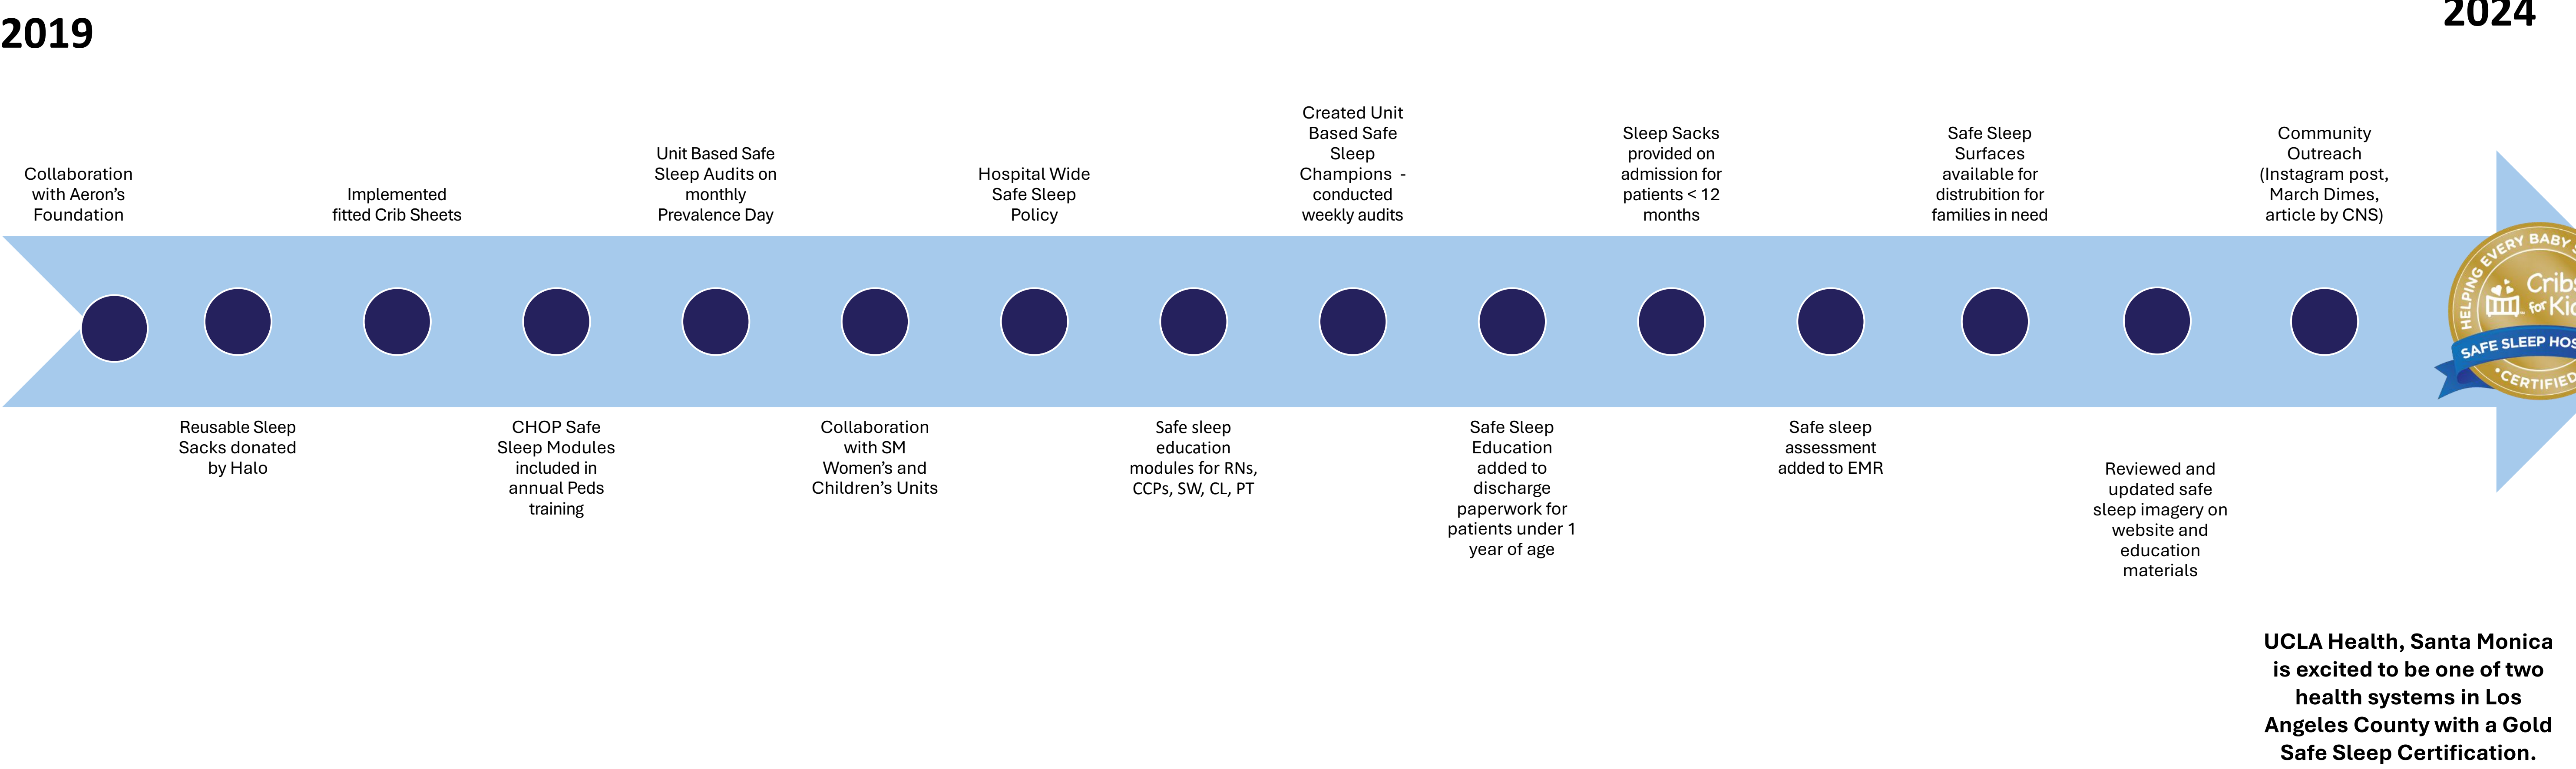 2019
2024
Collaboration
with Aeron's
Foundation
Reusable Sleep
Sacks donated
by Halo
Implemented
fitted Crib Sheets
CHOP Safe
Sleep Modules
included in
annual Peds
training
Unit Based Safe
Sleep Audits on
monthly
Prevalence Day
Collaboration
with SM
Women's and
Children's Units
Hospital Wide
Safe Sleep
Policy
Safe sleep
education
modules for RNs,
CCPs, SW, CL, PT
Created Unit
Based Safe
Sleep
Champions -
conducted
weekly audits
Safe Sleep
Education
added to
discharge
paperwork for
patients under 1
year of age
Sleep Sacks
provided on
admission for
patients < 12
months
Safe sleep
assessment
added to EMR
Safe Sleep
Surfaces
available for
distrubition for
families in need
Reviewed and
updated safe
sleep imagery on
website and
education
materials
Community
Outreach
(Instagram post,
March Dimes,
article by CNS)
HELPING EVERY BABY
Cribs
for
SAFE SLEEP
CERTIFIED
UCLA Health, Santa Monica
is excited to be one of two
health systems in Los
Angeles County with a Gold
Safe Sleep Certification.